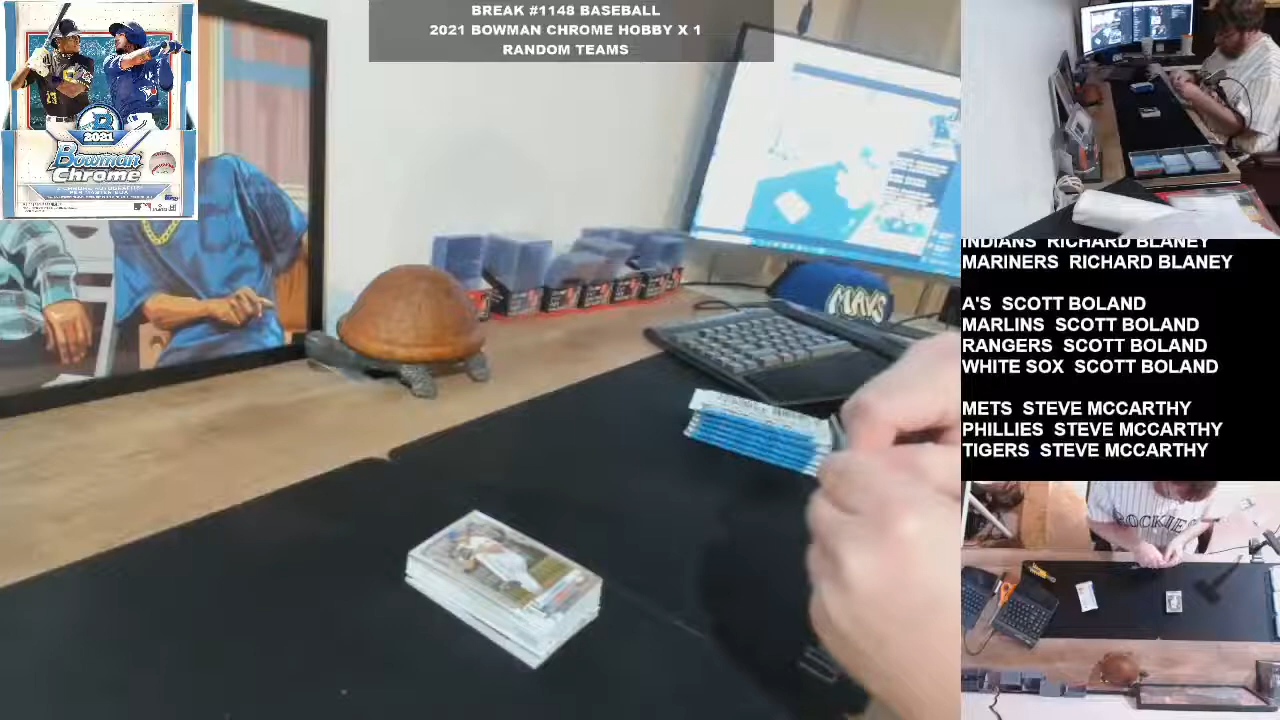 BREAK #1148 BASEBALL
2021 BOWMAN CHROME HOBBY X 1
RANDOM TEAMS
2021
Bowman
Chrome
INDIANS RICHARD BLANEY
MARINERS RICHARD BLANEY
A'S SCOTT BOLAND
MARLINS SCOTT BOLAND
RANGERS SCOTT BOLAND
WHITE SOX SCOTT BOLAND
METS STEVE MCCARTHY
PHILLIES STEVE MCCARTHY
TIGERS STEVE MCCARTHY
MAVS
ROCKIES